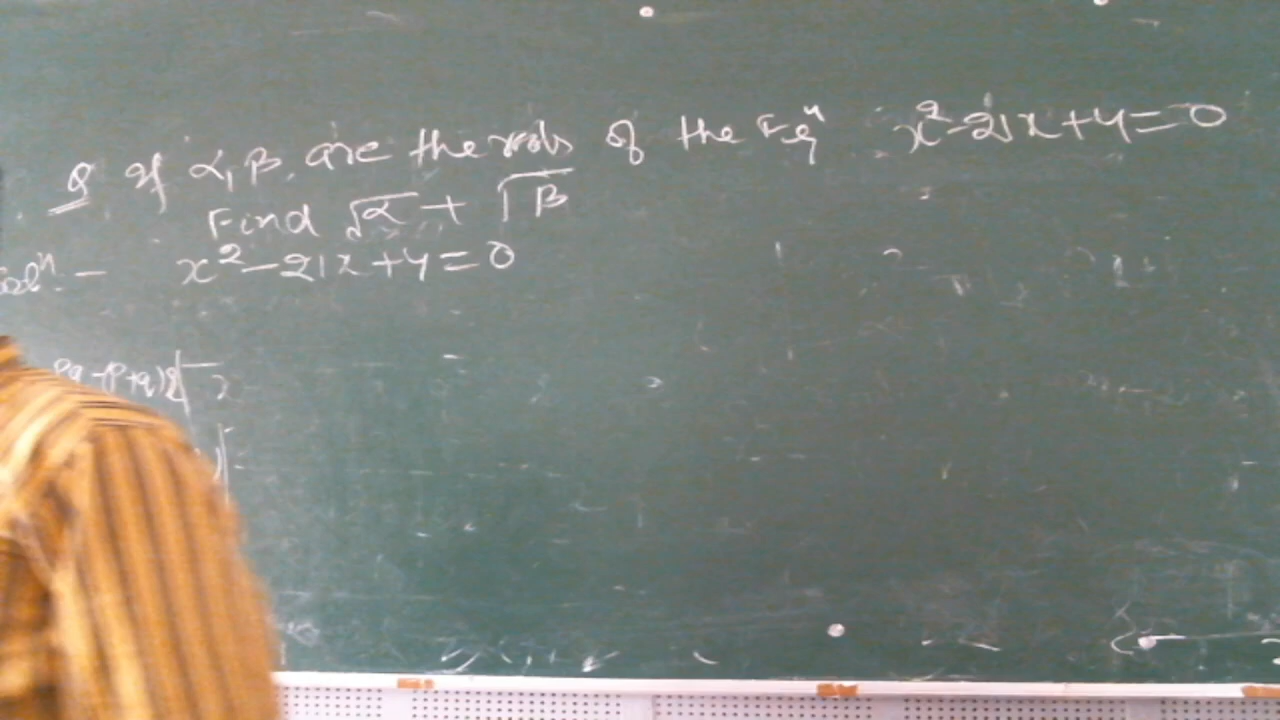 Q If α, β, are the roots of the Eqⁿ x²-21x+4=0
Find √α + √β
Solⁿ:- x²-21x+4=0